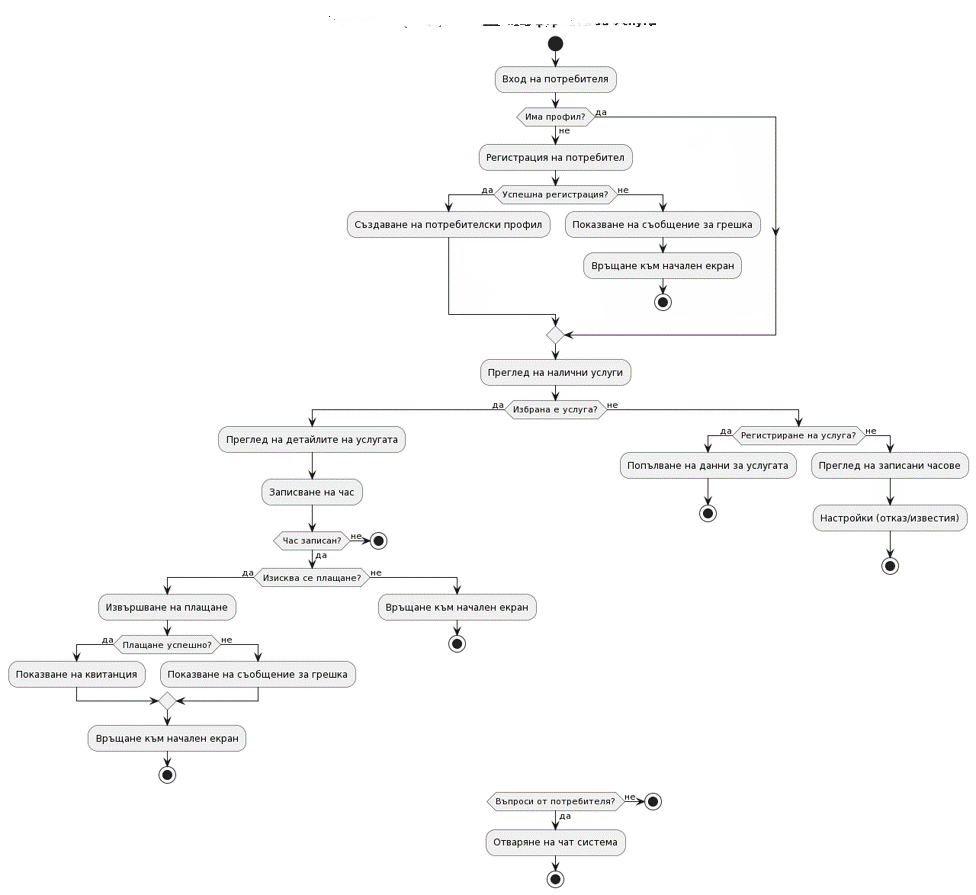 за услуга
Вход на потребителя
Има профил?
да
не
Регистрация на потребител
да
Успешна регистрация?
не
Създаване на потребителски профил
Показване на съобщение за грешка
Връщане към начален екран
Преглед на налични услуги
да
Избрана е услуга?
не
Преглед на детайлите на услугата
да
Регистриране на услуга?
не
Попълване на данни за услугата
Преглед на записани часове
Записване на час
Настройки (отказ/известия)
Час записан?
не
да
да
Изисква се плащане?
не
Извършване на плащане
Връщане към начален екран
да
Плащане успешно?
не
Показване на квитанция
Показване на съобщение за грешка
Връщане към начален екран
Въпроси от потребителя?
не
да
Отваряне на чат система